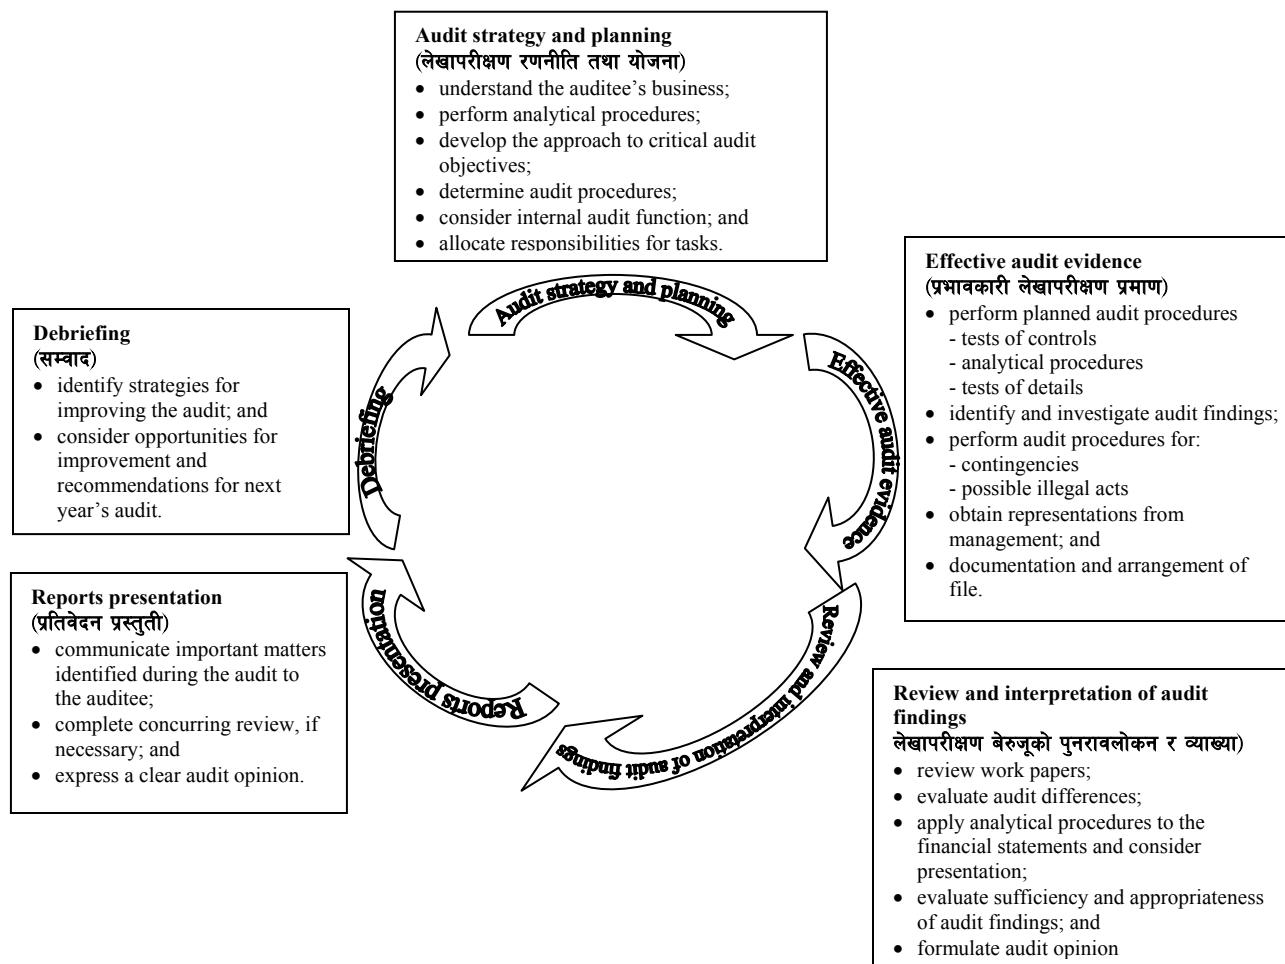 Audit strategy and planning
(लेखापरीक्षण रणनीति तथा योजना)
• understand the auditee's business;
• perform analytical procedures;
• develop the approach to critical audit
objectives;
• determine audit procedures;
• consider internal audit function; and
• allocate responsibilities for tasks.
Effective audit evidence
(प्रभावकारी लेखापरीक्षण प्रमाण)
• perform planned audit procedures
- tests of controls
- analytical procedures
- tests of details
• identify and investigate audit findings;
• perform audit procedures for:
- contingencies
- possible illegal acts
• obtain representations from
management; and
• documentation and arrangement of
file.
Review and interpretation of audit
findings
लेखापरीक्षण बेरुजूको पुनरावलोकन र व्याख्या)
• review work papers;
• evaluate audit differences;
• apply analytical procedures to the
financial statements and consider
presentation;
• evaluate sufficiency and appropriateness
of audit findings; and
• formulate audit opinion
Reports presentation
(प्रतिवेदन प्रस्तुती)
• communicate important matters
identified during the audit to
the auditee;
• complete concurring review, if
necessary; and
• express a clear audit opinion.
Debriefing
(सम्वाद)
• identify strategies for
improving the audit; and
• consider opportunities for
improvement and
recommendations for next
year's audit.
Audit strategy and planning
Effective audit evidence
Review and interpretation of audit findings
Reports presentation
Debriefing